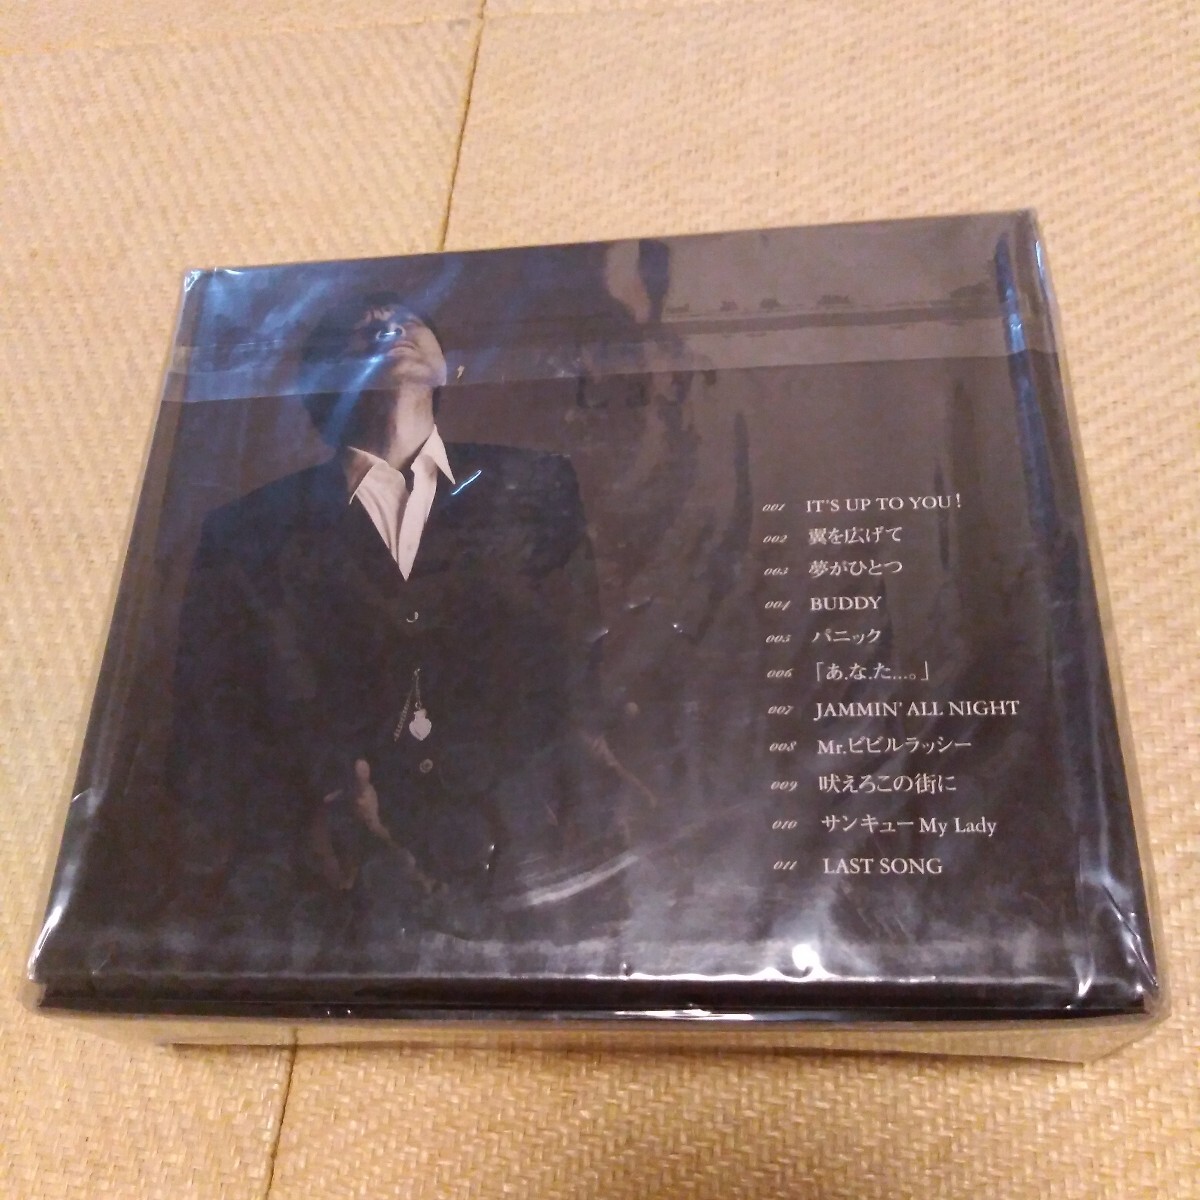 001 IT'S UP TO YOU!
002 翼を広げて
003 夢がひとつ
004 BUDDY
005 パニック
006 「あ.な.た...。」
007 JAMMIN' ALL NIGHT
008 Mr.ビビルラッシー
009 吠えろこの街に
010 サンキュー My Lady
011 LAST SONG